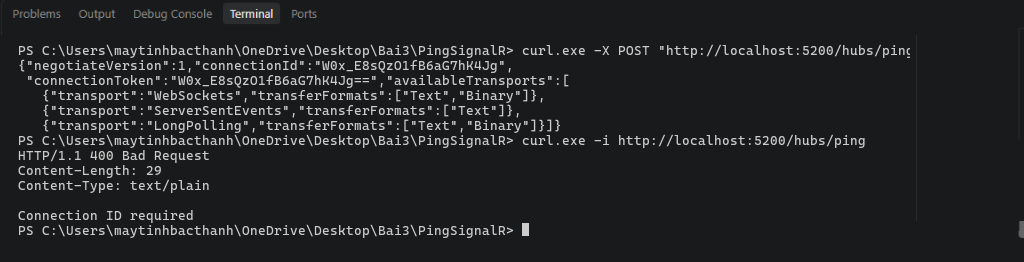 Problems Output Debug Console Terminal Ports
PS C:\Users\maytinhbacthanh\OneDrive\Desktop\Bai3\PingSignalR> curl.exe -X POST "http://localhost:5200/hubs/ping
{"negotiateVersion":1,"connectionId":"W0x_E8sQzO1fB6aG7hK4Jg",
"connectionToken":"W0x_E8sQzO1fB6aG7hK4Jg==","availableTransports":[
{"transport":"WebSockets","transferFormats":["Text","Binary"]},
{"transport":"ServerSentEvents","transferFormats":["Text"]},
{"transport":"LongPolling","transferFormats":["Text","Binary"]}]}
PS C:\Users\maytinhbacthanh\OneDrive\Desktop\Bai3\PingSignalR> curl.exe -i http://localhost:5200/hubs/ping
HTTP/1.1 400 Bad Request
Content-Length: 29
Content-Type: text/plain
Connection ID required
PS C:\Users\maytinhbacthanh\OneDrive\Desktop\Bai3\PingSignalR>